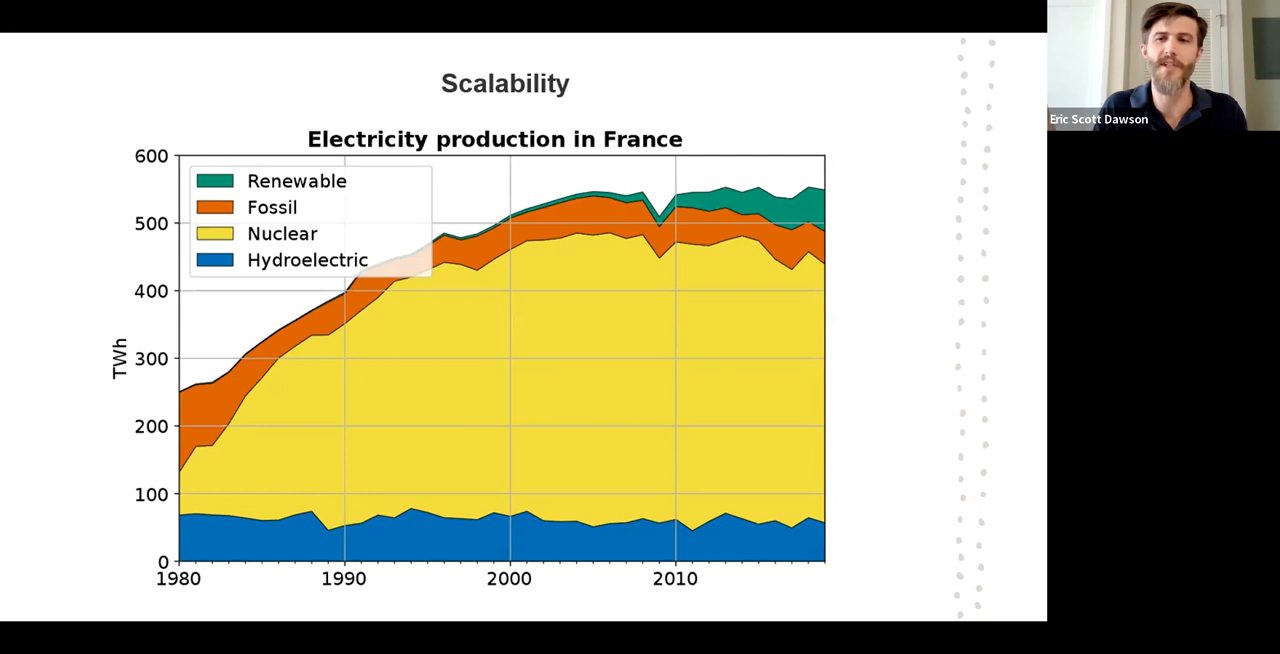 Scalability
Electricity production in France
Renewable
Fossil
Nuclear
Hydroelectric
TWh
600
500
400
300
200
100
0
1980
1990
2000
2010
Eric Scott Dawson